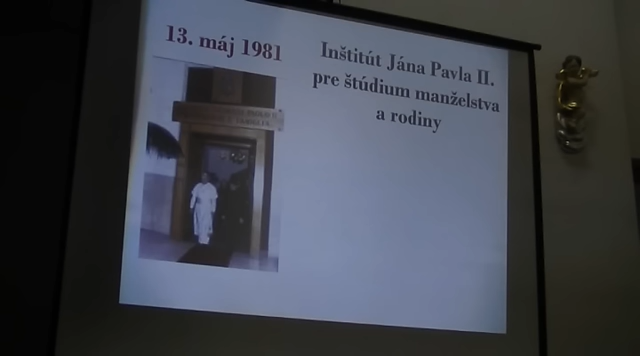 13. máj 1981
Inštitút Jána Pavla II.
pre štúdium manželstva
a rodiny